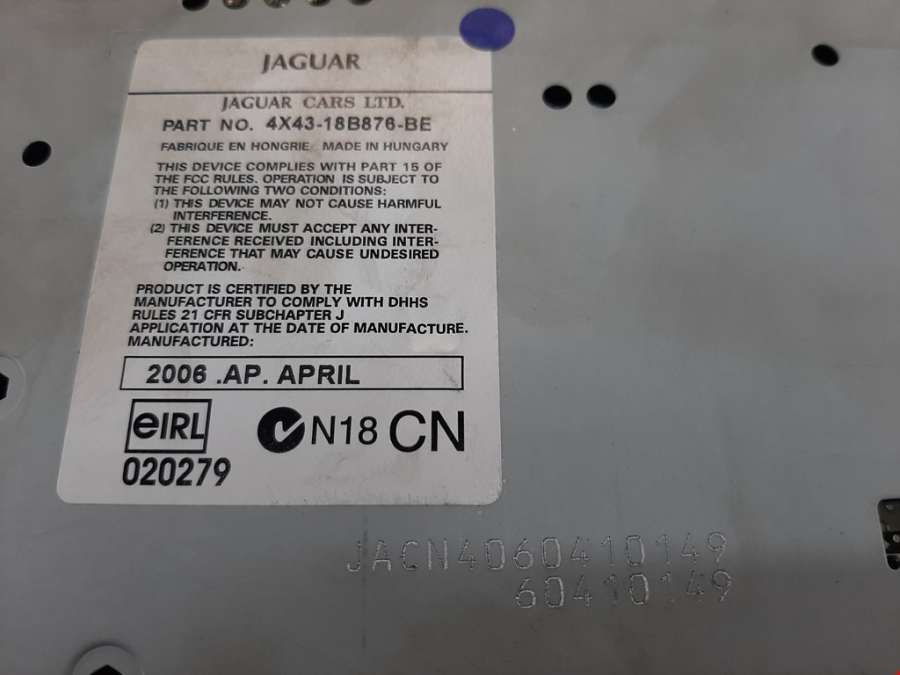 JAGUAR
JAGUAR CARS LTD.
PART NO. 4X43-18B876-BE
FABRIQUE EN HONGRIE MADE IN HUNGARY
THIS DEVICE COMPLIES WITH PART 15 OF
THE FCC RULES. OPERATION IS SUBJECT TO
THE FOLLOWING TWO CONDITIONS:
(1) THIS DEVICE MAY NOT CAUSE HARMFUL
INTERFERENCE.
(2) THIS DEVICE MUST ACCEPT ANY INTER-
FERENCE RECEIVED INCLUDING INTER-
FERENCE THAT MAY CAUSE UNDESIRED
OPERATION.
PRODUCT IS CERTIFIED BY THE
MANUFACTURER TO COMPLY WITH DHHS
RULES 21 CFR SUBCHAPTER J
APPLICATION AT THE DATE OF MANUFACTURE.
MANUFACTURED:
2006 .AP. APRIL
eIRL N18 CN
020279
JACN4060410149
60410149